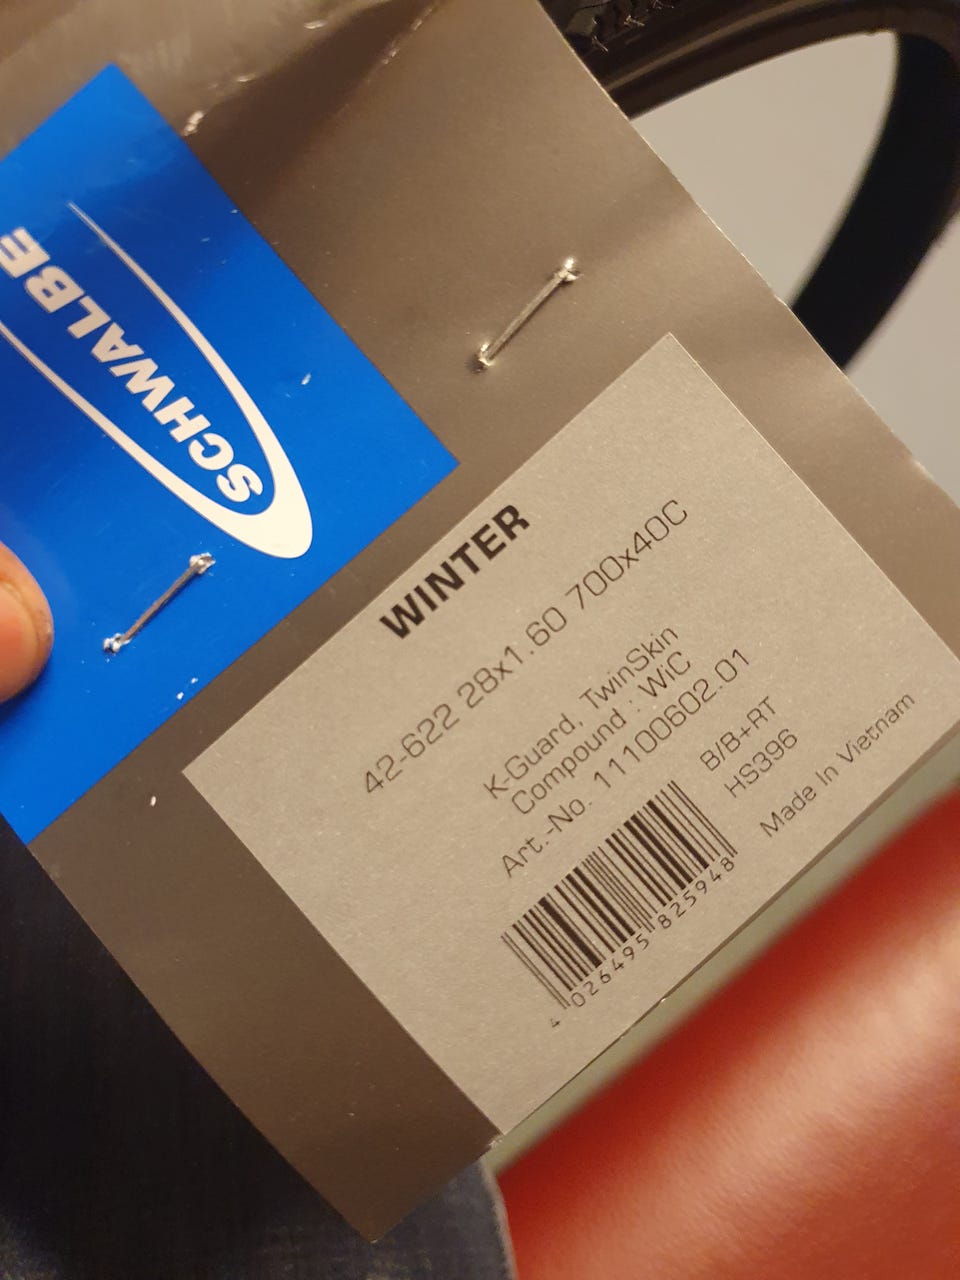 SCHWALBE
WINTER
42-622 28x1.60 700x40C
K-Guard, TwinSkin
Compound : WiC
Art.-No. 11100602.01
B/B+RT
HS396
4 026495 825948
Made In Vietnam